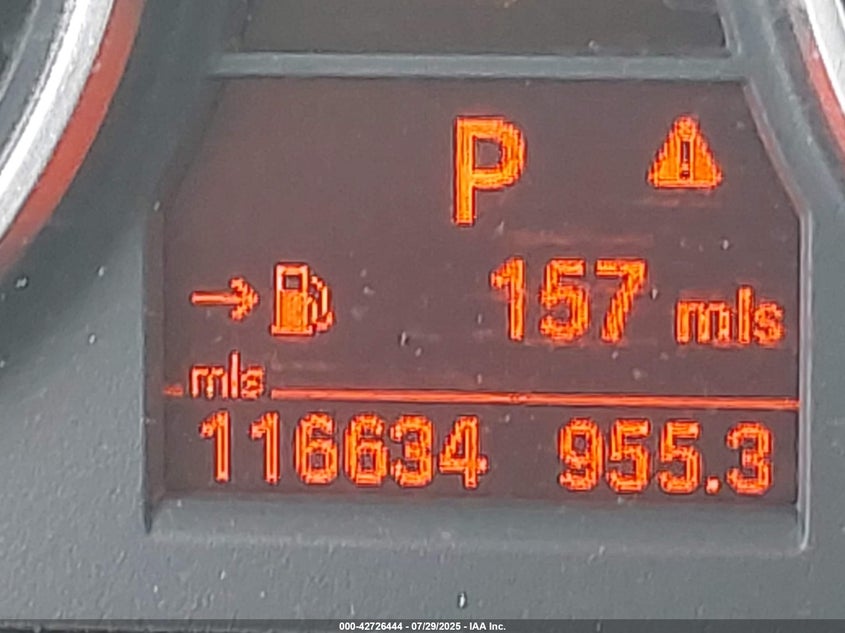 P
157 mls
mls
116634 955.3
000-42726444 - 07/29/2025 - IAA Inc.